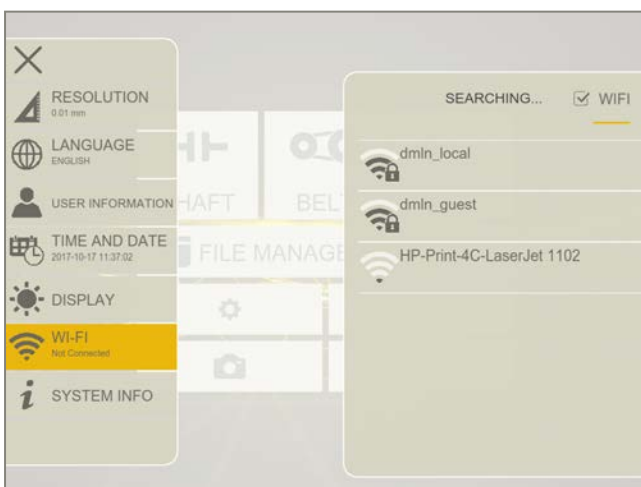 RESOLUTION
0.01 mm
LANGUAGE
ENGLISH
USER INFORMATION
TIME AND DATE
2017-10-17 11:37:02
DISPLAY
WI-FI
Not Connected
SYSTEM INFO
HAFT
BEL
FILE MANAGE
SEARCHING...
WIFI
dmln_local
dmln_guest
HP-Print-4C-LaserJet 1102